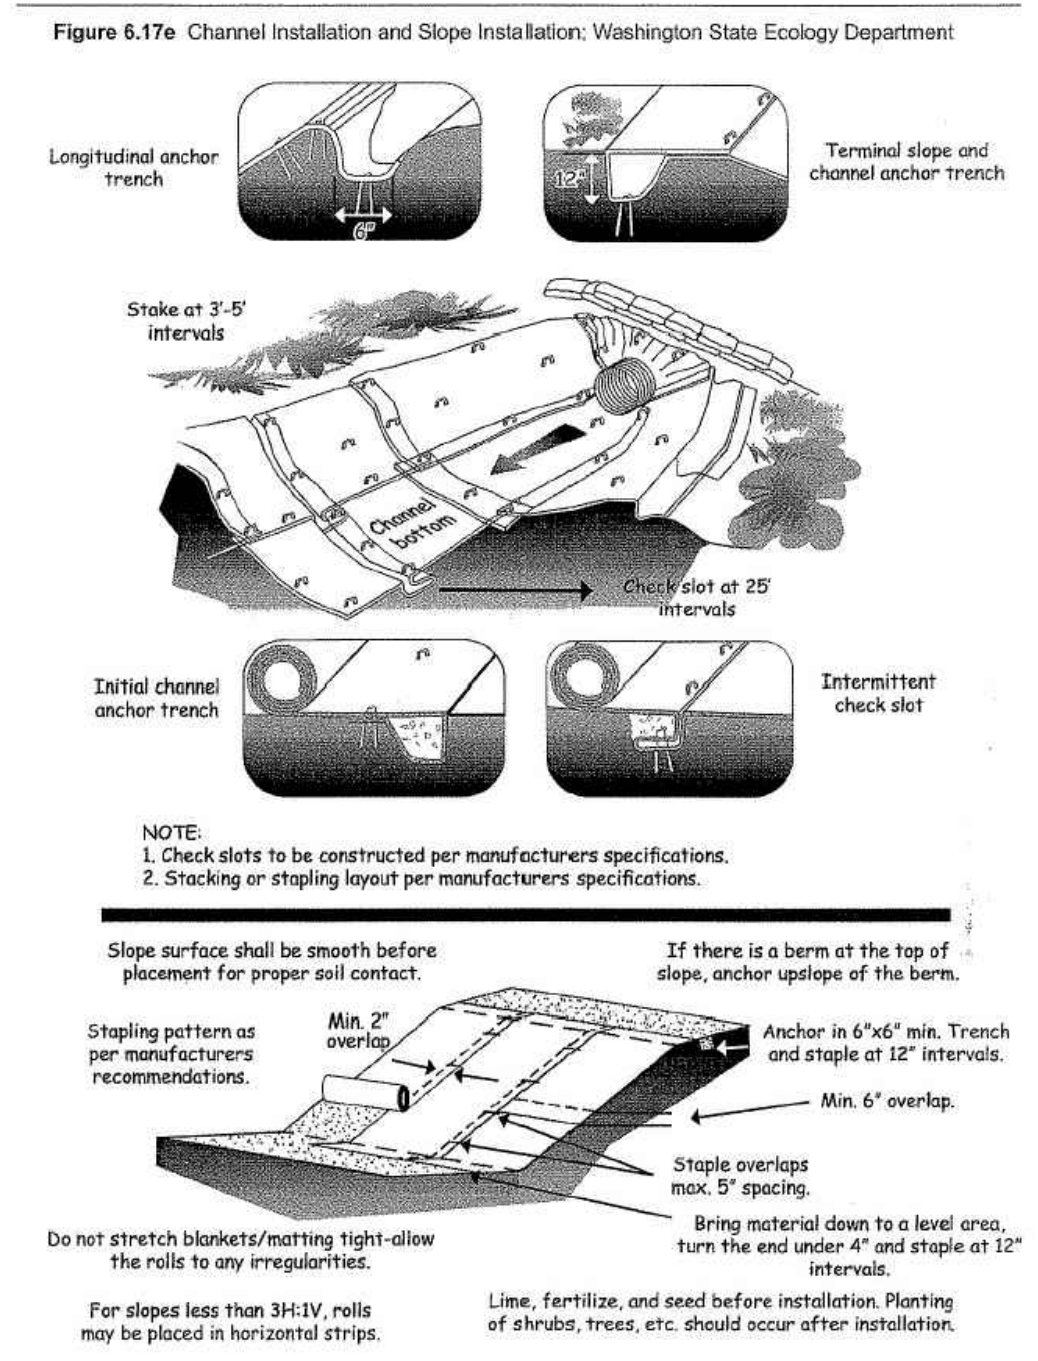 Figure 6.17e Channel Installation and Slope Installation; Washington State Ecology Department
Longitudinal anchor
trench
6"
12"
Terminal slope and
channel anchor trench
Stake at 3'-5'
intervals
Channel
bottom
Check slot at 25'
intervals
Initial channel
anchor trench
Intermittent
check slot
NOTE:
1. Check slots to be constructed per manufacturers specifications.
2. Stacking or stapling layout per manufacturers specifications.
Slope surface shall be smooth before
placement for proper soil contact.
If there is a berm at the top of
slope, anchor upslope of the berm.
Stapling pattern as
per manufacturers
recommendations.
Min. 2"
overlap
Anchor in 6"x6" min. Trench
and staple at 12" intervals.
Min. 6" overlap.
Staple overlaps
max. 5" spacing.
Bring material down to a level area,
turn the end under 4" and staple at 12"
intervals.
Do not stretch blankets/matting tight-allow
the rolls to any irregularities.
For slopes less than 3H:1V, rolls
may be placed in horizontal strips.
Lime, fertilize, and seed before installation. Planting
of shrubs, trees, etc. should occur after installation.